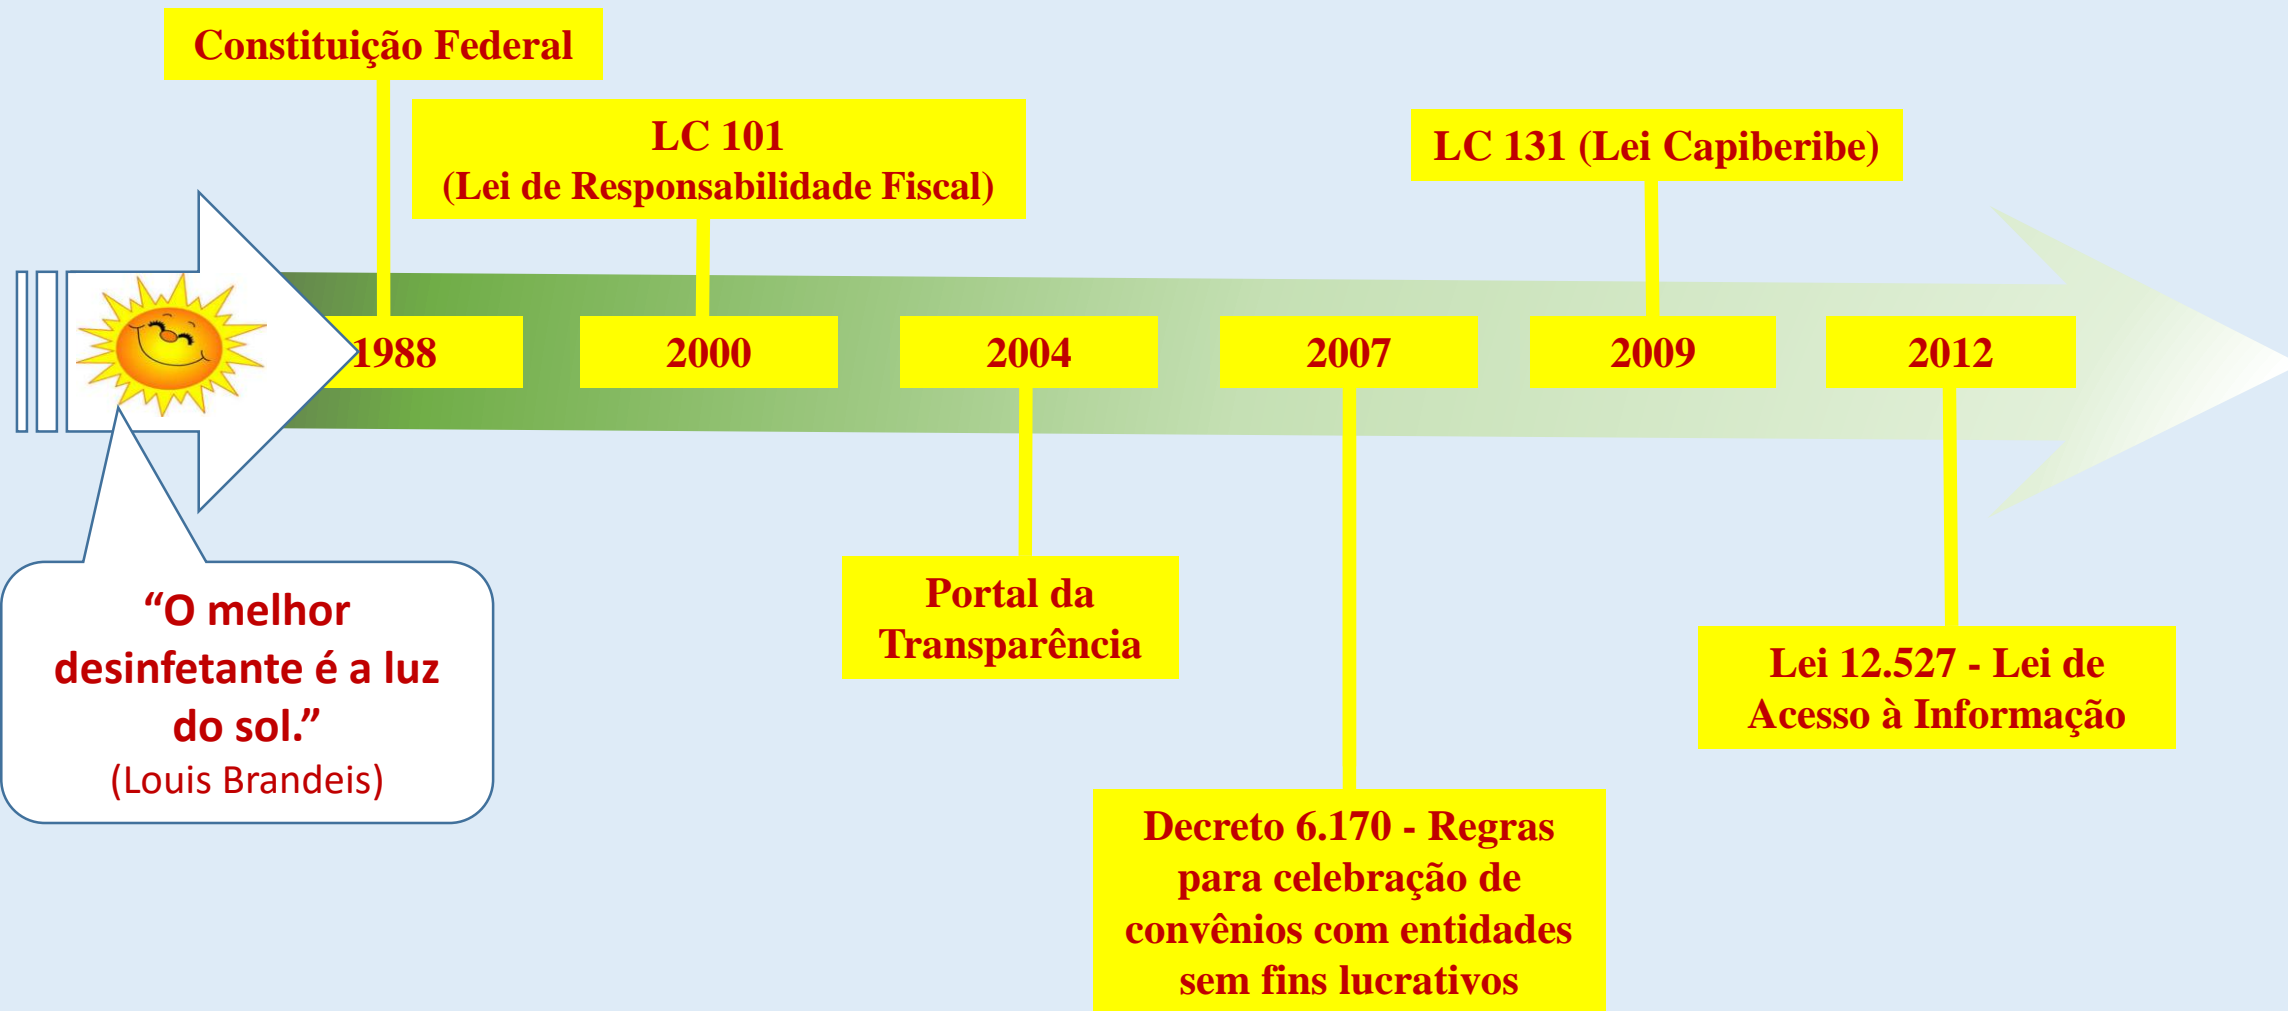 Constituição Federal
LC 101
(Lei de Responsabilidade Fiscal)
LC 131 (Lei Capiberibe)
1988
2000
2004
2007
2009
2012
Portal da
Transparência
“O melhor
desinfetante é a luz
do sol.”
(Louis Brandeis)
Lei 12.527 - Lei de
Acesso à Informação
Decreto 6.170 - Regras
para celebração de
convênios com entidades
sem fins lucrativos